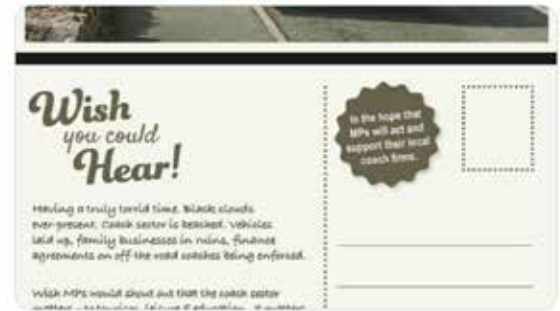 Wish
you could
Hear!
Having a truly torrid time. Black clouds
ever present. Coach sector is beached. Vehicles
laid up, family businesses in ruins, finance
agreements on off the road coaches being enforced.
Wish MPs would shout out that the coach sector
In the hope that
MPs will act and
support their local
coach firms.